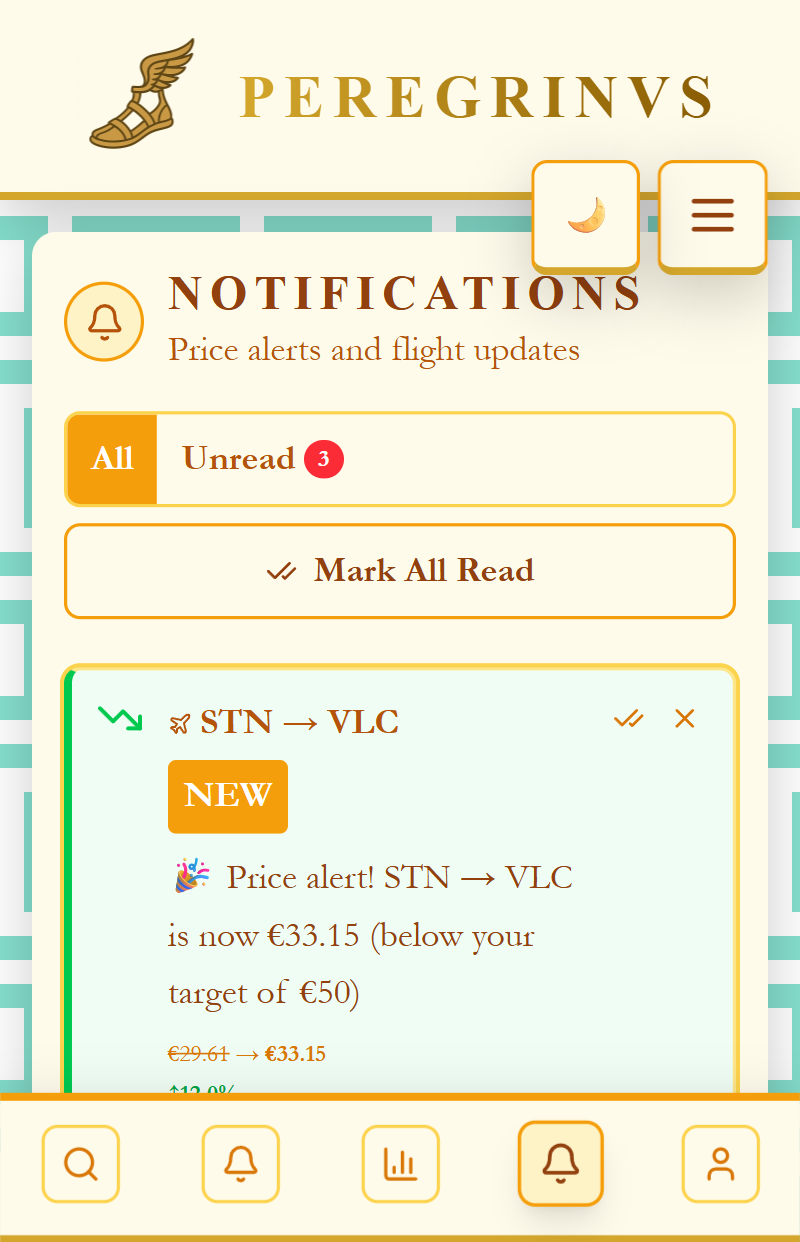 PEREGRINVS
NOTIFICATIONS
Price alerts and flight updates
All Unread 3
Mark All Read
STN → VLC
NEW
🎉 Price alert! STN → VLC
is now €33.15 (below your
target of €50)
€29.61 → €33.15
↑12.0%